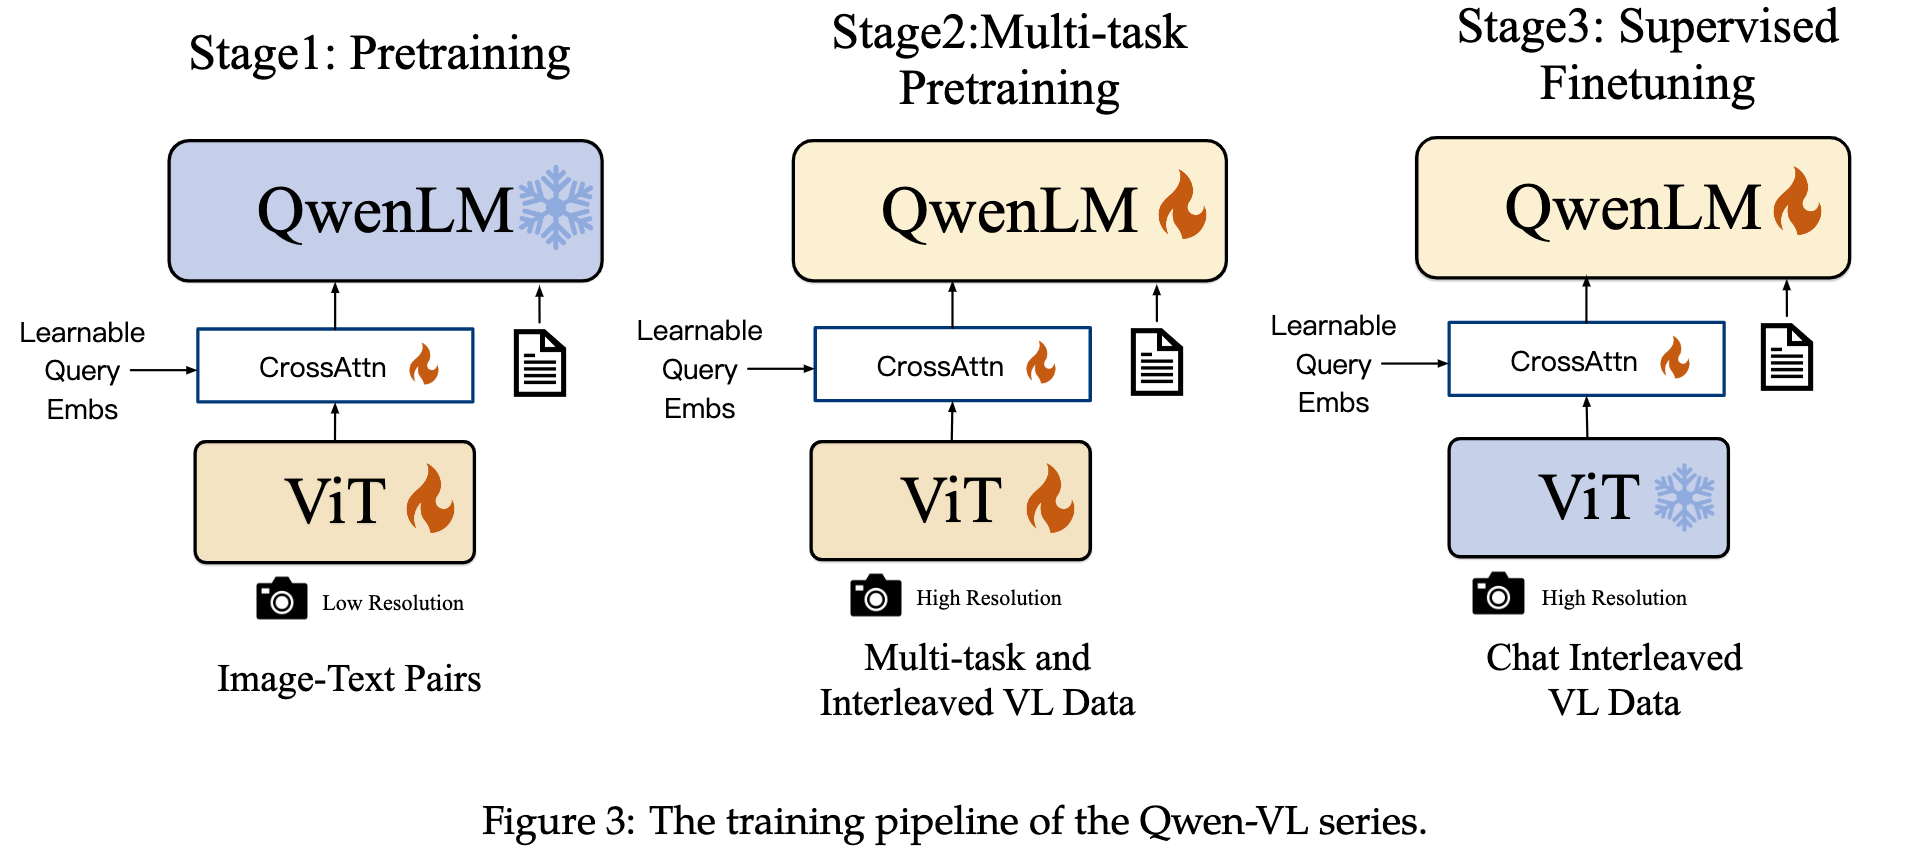 Stage1: Pretraining
QwenLM
Learnable
Query
Embs
CrossAttn
ViT
Low Resolution
Image-Text Pairs
Stage2:Multi-task
Pretraining
QwenLM
Learnable
Query
Embs
CrossAttn
ViT
High Resolution
Multi-task and
Interleaved VL Data
Stage3: Supervised
Finetuning
QwenLM
Learnable
Query
Embs
CrossAttn
ViT
High Resolution
Chat Interleaved
VL Data
Figure 3: The training pipeline of the Qwen-VL series.